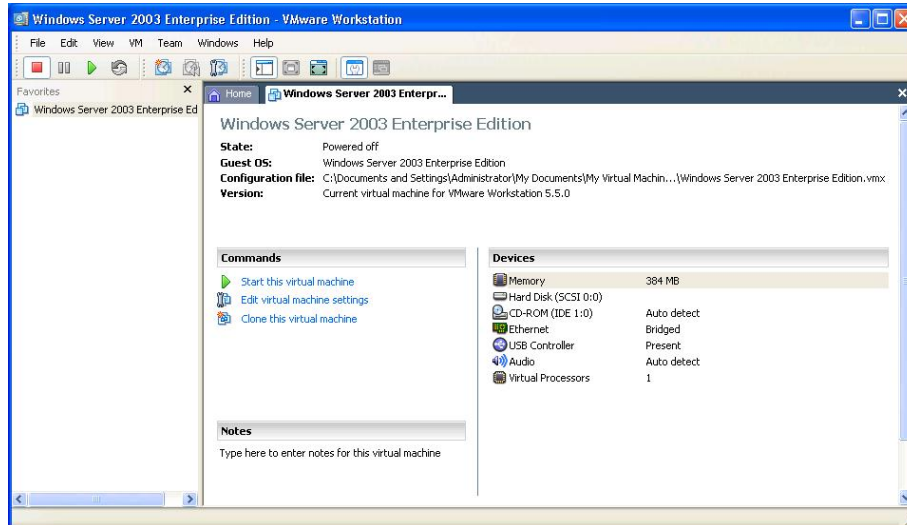 Windows Server 2003 Enterprise Edition - VMware Workstation
File Edit View VM Team Windows Help
Favorites
Windows Server 2003 Enterprise Ed
Home Windows Server 2003 Enterpr...
Windows Server 2003 Enterprise Edition
State: Powered off
Guest OS: Windows Server 2003 Enterprise Edition
Configuration file: C:\Documents and Settings\Administrator\My Documents\My Virtual Machin...\Windows Server 2003 Enterprise Edition.vmx
Version: Current virtual machine for VMware Workstation 5.5.0
Commands
Start this virtual machine
Edit virtual machine settings
Clone this virtual machine
Devices
Memory 384 MB
Hard Disk (SCSI 0:0)
CD-ROM (IDE 1:0) Auto detect
Ethernet Bridged
USB Controller Present
Audio Auto detect
Virtual Processors 1
Notes
Type here to enter notes for this virtual machine